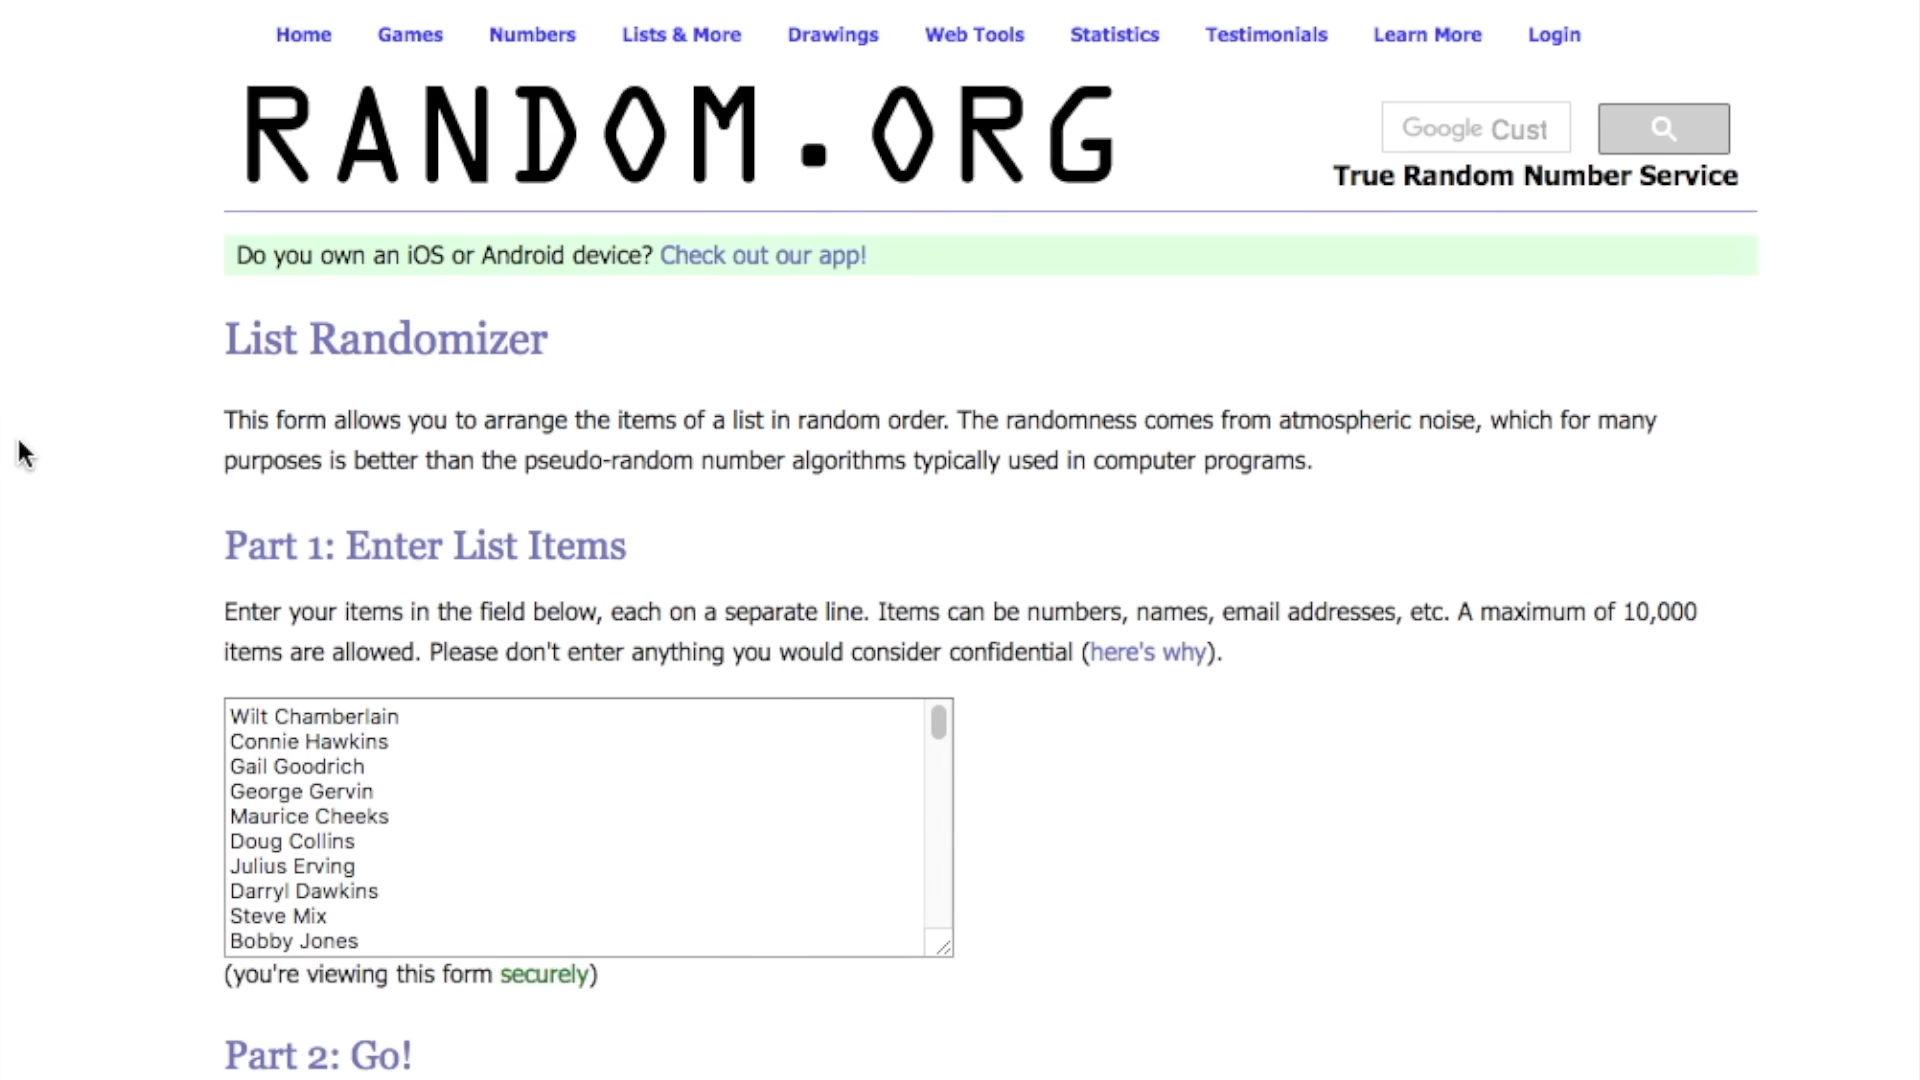 Home Games Numbers Lists & More Drawings Web Tools Statistics Testimonials Learn More Login
RANDOM.ORG
Google Cust
True Random Number Service
Do you own an iOS or Android device? Check out our app!
List Randomizer
This form allows you to arrange the items of a list in random order. The randomness comes from atmospheric noise, which for many
purposes is better than the pseudo-random number algorithms typically used in computer programs.
Part 1: Enter List Items
Enter your items in the field below, each on a separate line. Items can be numbers, names, email addresses, etc. A maximum of 10,000
items are allowed. Please don't enter anything you would consider confidential (here's why).
Wilt Chamberlain
Connie Hawkins
Gail Goodrich
George Gervin
Maurice Cheeks
Doug Collins
Julius Erving
Darryl Dawkins
Steve Mix
Bobby Jones
(you're viewing this form securely)
Part 2: Go!